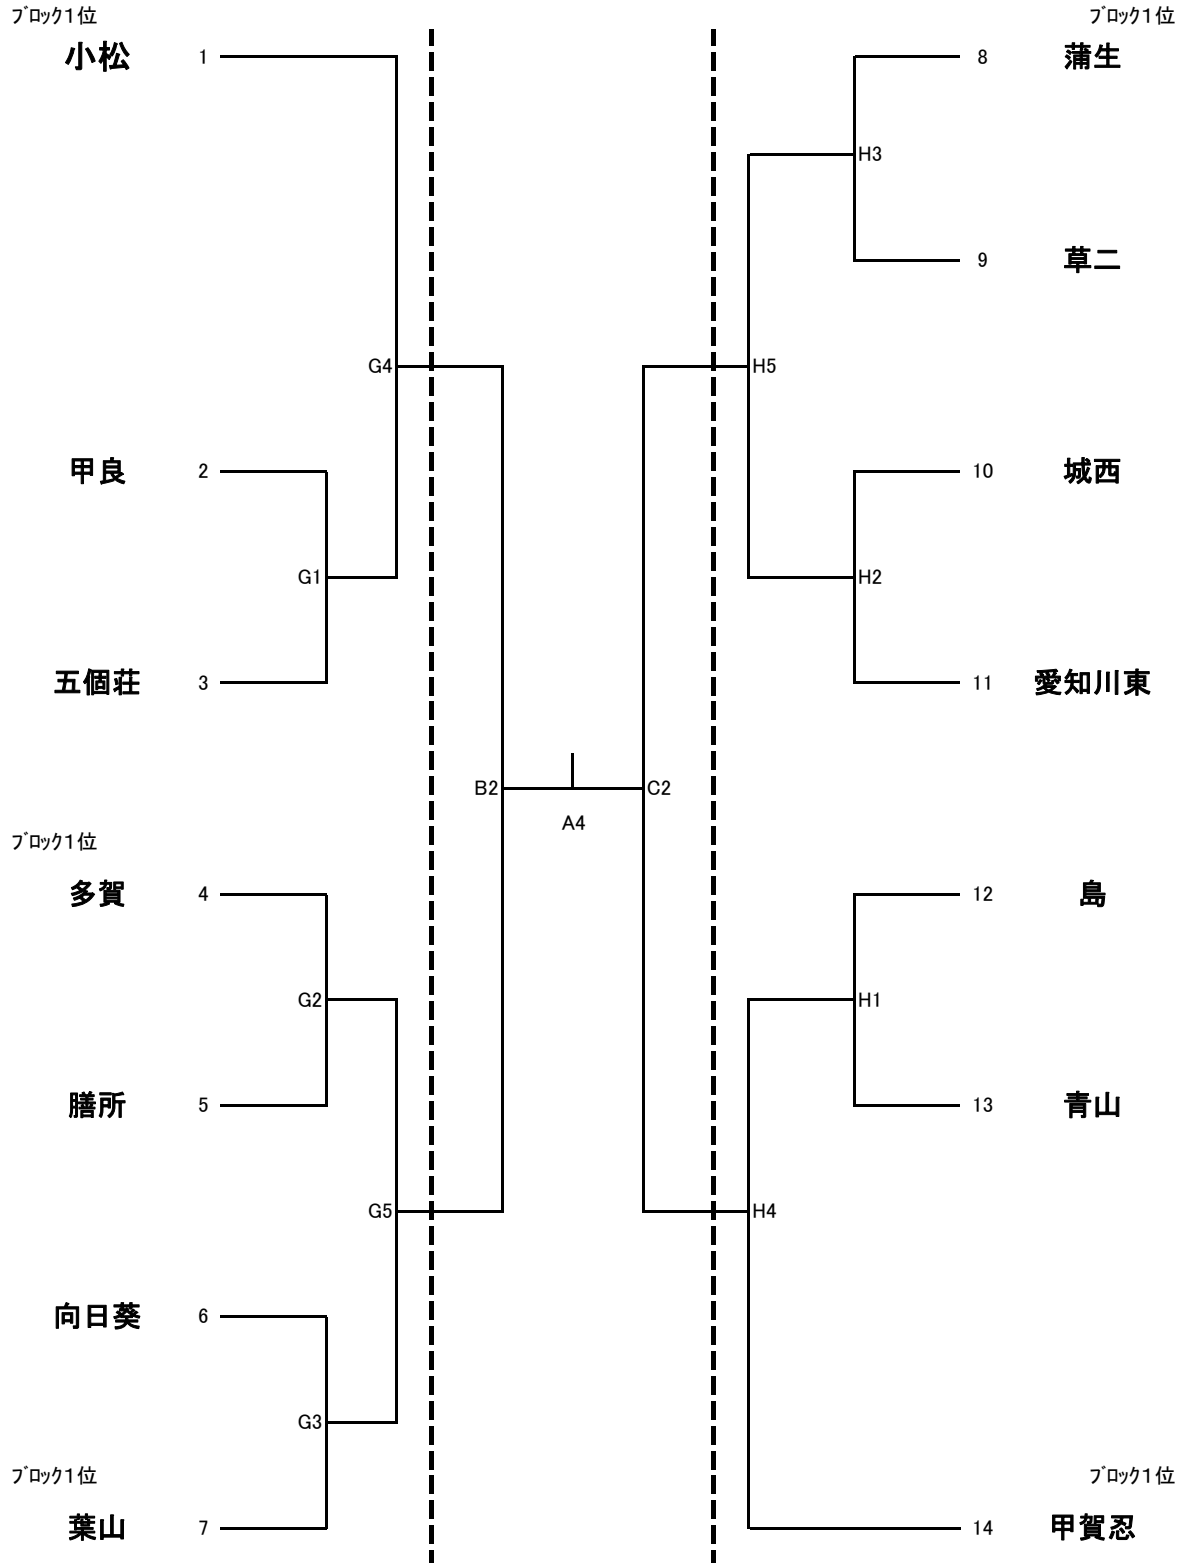 ﾌﾞﾛｯｸ1位 ﾌﾞﾛｯｸ1位
小松 1 8 蒲生
H3
9 草二
G4 H5
甲良 2 10 城西
G1 H2
五個荘 3 11 愛知川東
B2 C2
A4
ﾌﾞﾛｯｸ1位
多賀 4 12 島
G2 H1
膳所 5 13 青山
G5 H4
向日葵 6
G3
ﾌﾞﾛｯｸ1位 ﾌﾞﾛｯｸ1位
葉山 7 14 甲賀忍